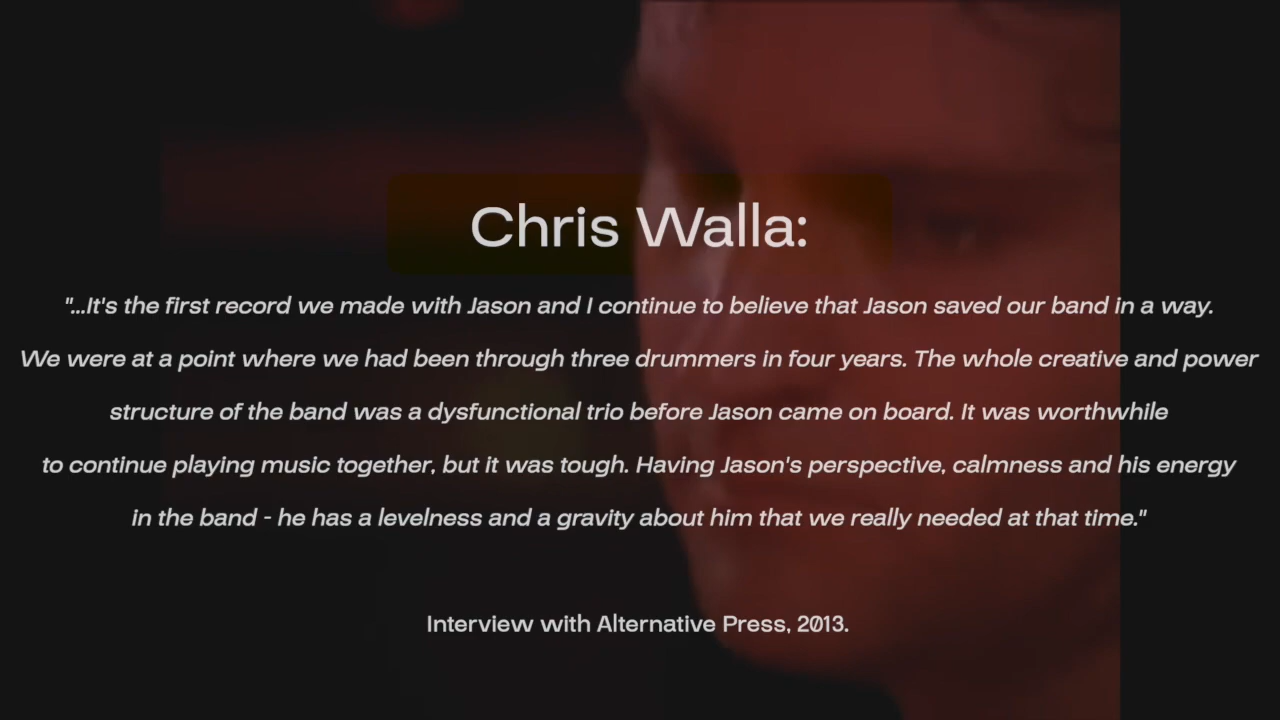 Chris Walla:
"...It's the first record we made with Jason and I continue to believe that Jason saved our band in a way.
We were at a point where we had been through three drummers in four years. The whole creative and power
structure of the band was a dysfunctional trio before Jason came on board. It was worthwhile
to continue playing music together, but it was tough. Having Jason's perspective, calmness and his energy
in the band - he has a levelness and a gravity about him that we really needed at that time."
Interview with Alternative Press, 2013.